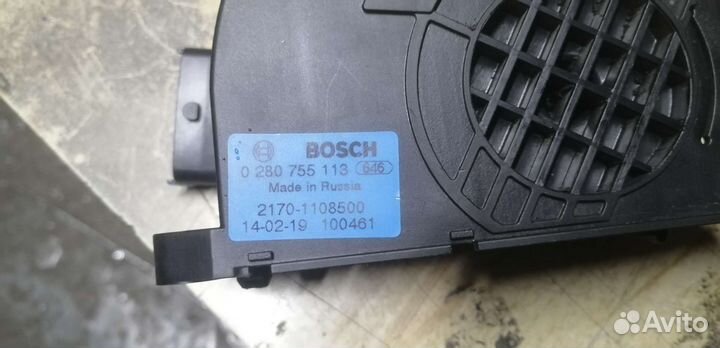 BOSCH
0 280 755 113 646
Made in Russia
2170-1108500
14-02-19 100461
Avito